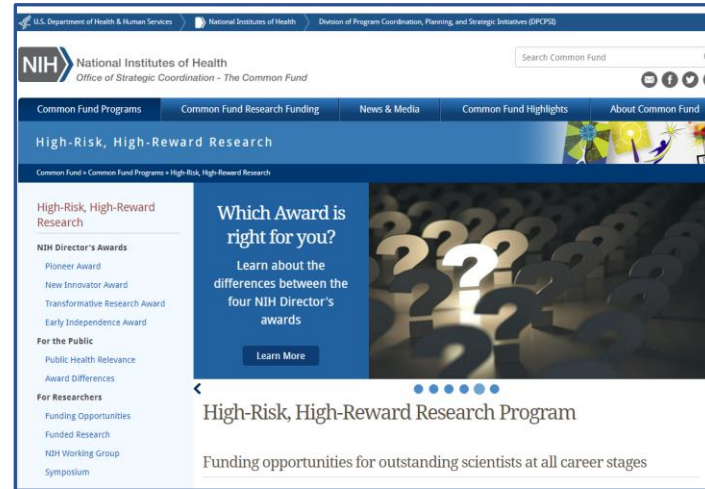 U.S. Department of Health & Human Services
National Institutes of Health
Division of Program Coordination, Planning, and Strategic Initiatives (DPCPSI)
NIH
National Institutes of Health
Office of Strategic Coordination - The Common Fund
Search Common Fund
Common Fund Programs
Common Fund Research Funding
News & Media
Common Fund Highlights
About Common Fund
High-Risk, High-Reward Research
Common Fund » Common Fund Programs » High-Risk, High-Reward Research
High-Risk, High-Reward
Research
NIH Director's Awards
Pioneer Award
New Innovator Award
Transformative Research Award
Early Independence Award
For the Public
Public Health Relevance
Award Differences
For Researchers
Funding Opportunities
Funded Research
NIH Working Group
Symposium
Which Award is
right for you?
Learn about the
differences between the
four NIH Director's
awards
Learn More
High-Risk, High-Reward Research Program
Funding opportunities for outstanding scientists at all career stages